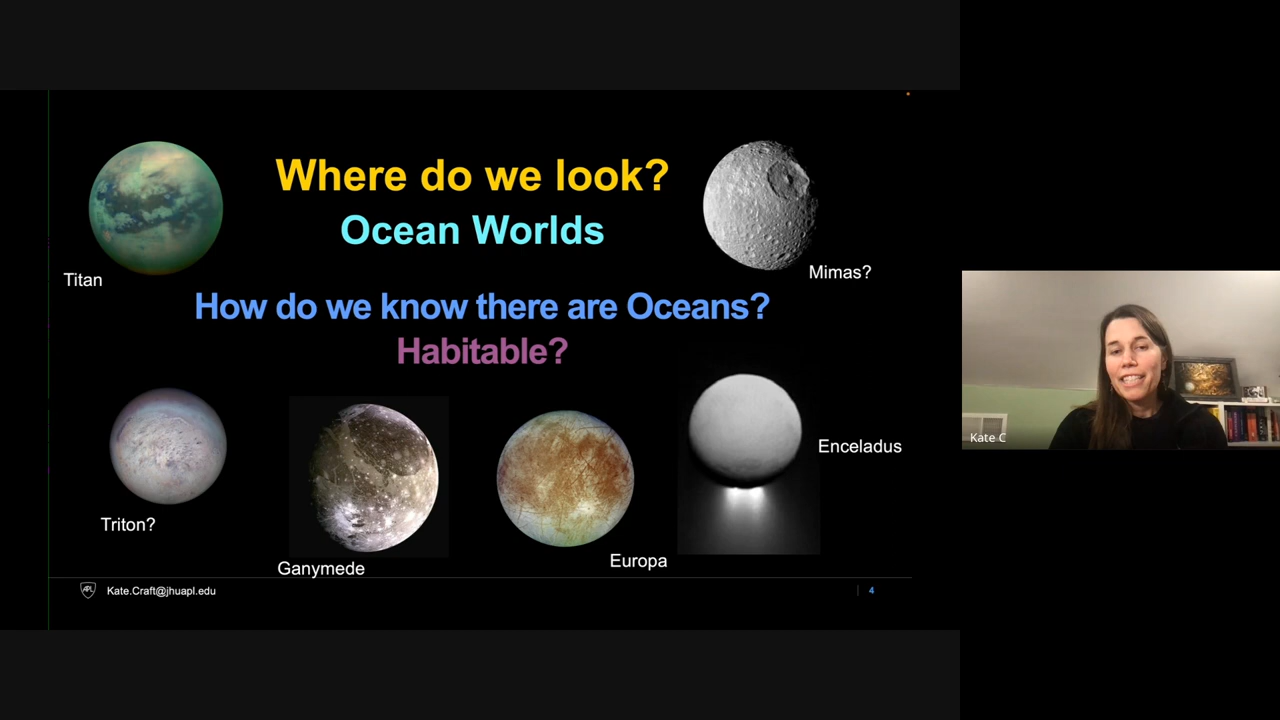 Where do we look?
Ocean Worlds
Titan
Mimas?
How do we know there are Oceans?
Habitable?
Enceladus
Triton?
Ganymede
Europa
APL
Kate.Craft@jhuapl.edu
4
Kate C